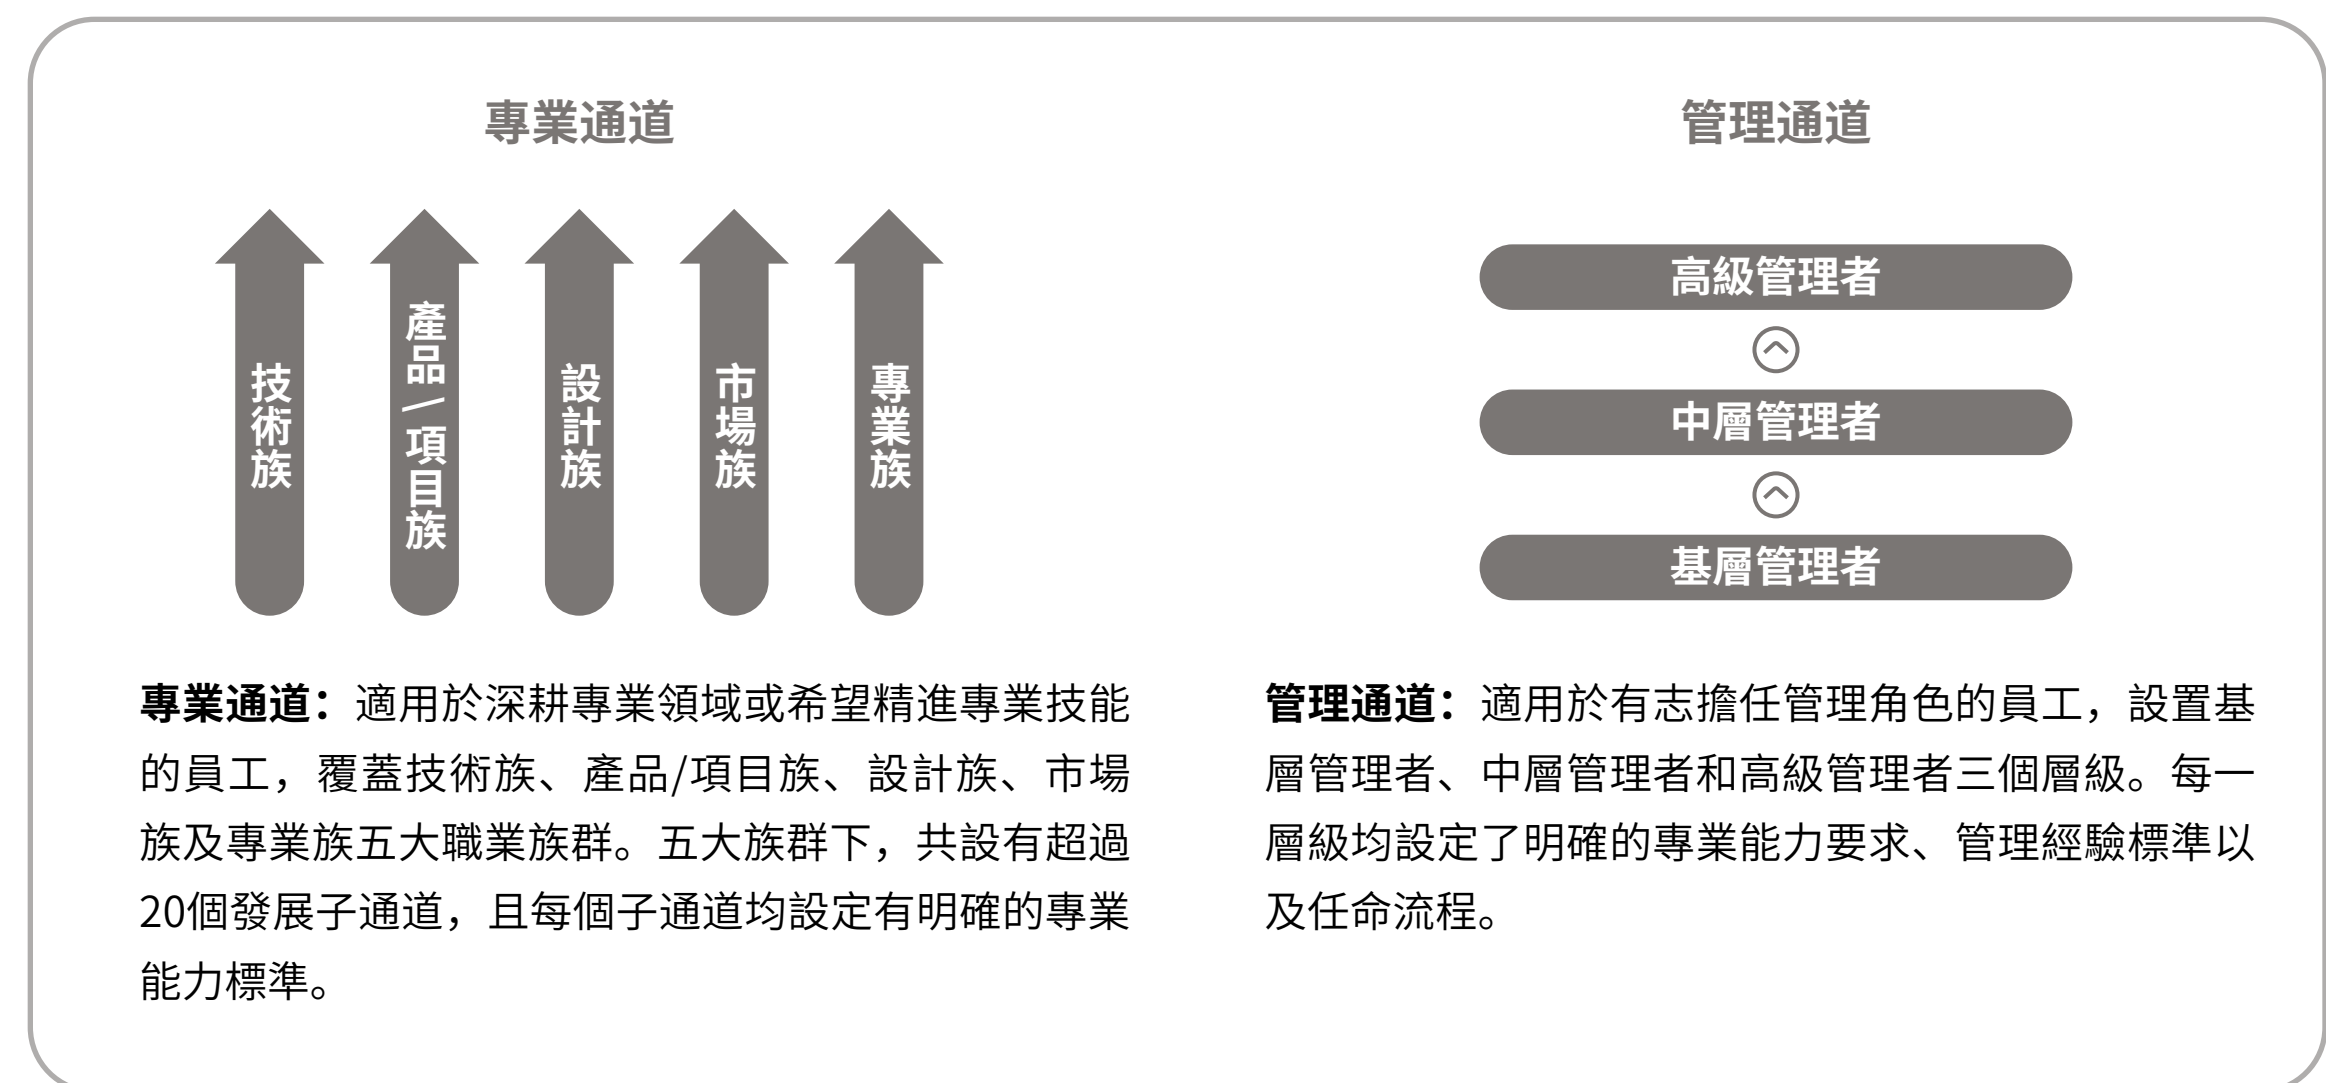 專業通道
技術族
產品/項目族
設計族
市場族
專業族
專業通道：適用於深耕專業領域或希望精進專業技能
的員工，覆蓋技術族、產品/項目族、設計族、市場
族及專業族五大職業族群。五大族群下，共設有超過
20個發展子通道，且每個子通道均設定有明確的專業
能力標準。
管理通道
高級管理者
中層管理者
基層管理者
管理通道：適用於有志擔任管理角色的員工，設置基
層管理者、中層管理者和高級管理者三個層級。每一
層級均設定了明確的專業能力要求、管理經驗標準以
及任命流程。